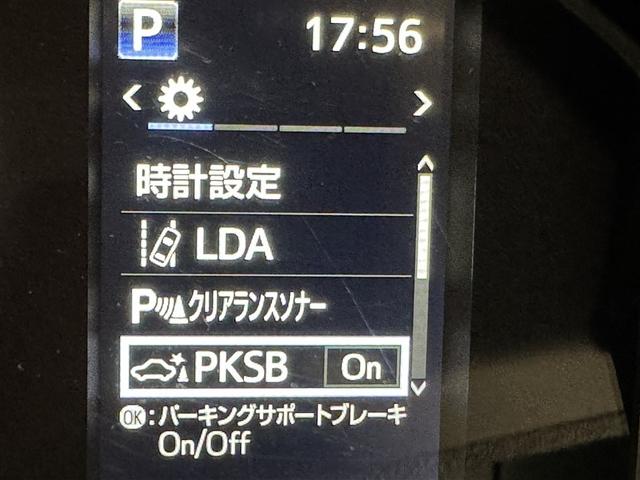 P 17:56
時計設定
LDA
Pクリアランスソナー
PKSB On
OK:パーキングサポートブレーキ
On/Off